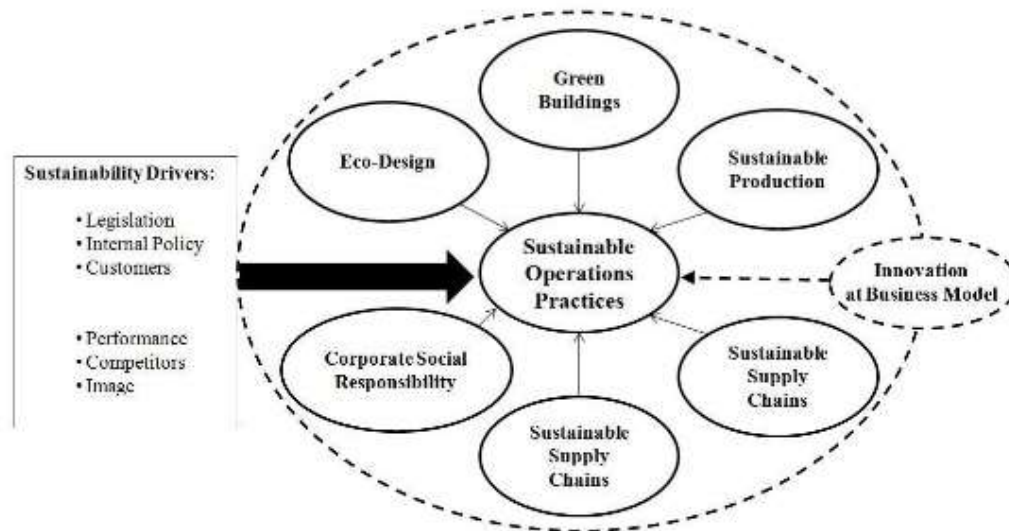 Green
Buildings
Eco-Design
Sustainable
Production
Sustainability Drivers:
• Legislation
• Internal Policy
• Customers
• Performance
• Competitors
• Image
Sustainable
Operations
Practices
Innovation
at Business Model
Corporate Social
Responsibility
Sustainable
Supply
Chains
Sustainable
Supply
Chains